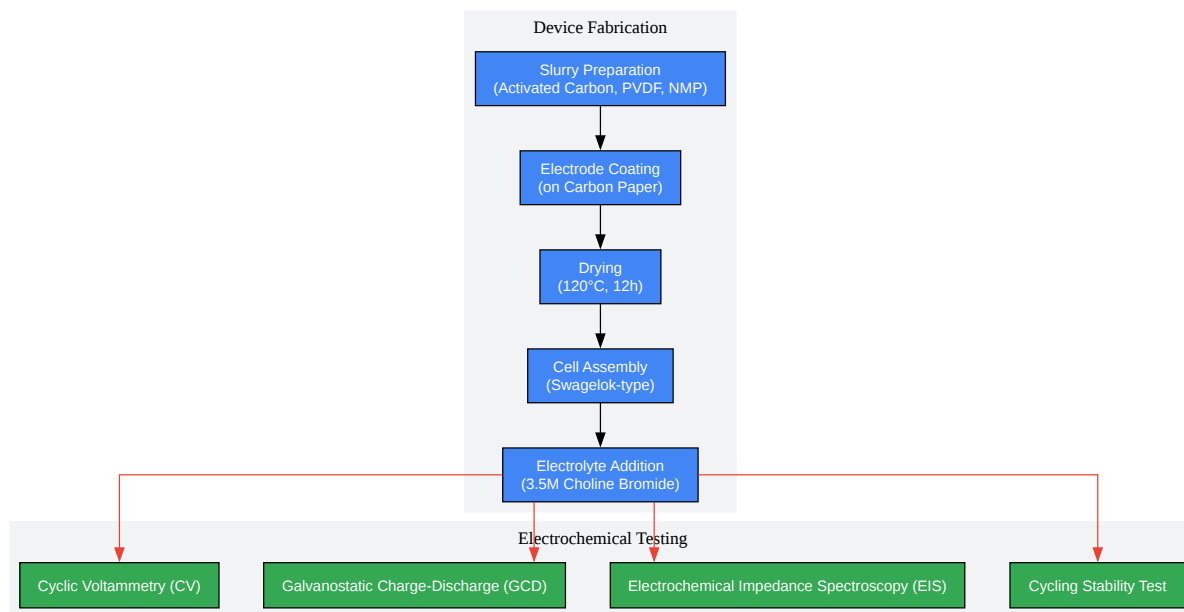 Device Fabrication
Slurry Preparation
(Activated Carbon, PVDF, NMP)
Electrode Coating
(on Carbon Paper)
Drying
(120°C, 12h)
Cell Assembly
(Swagelok-type)
Electrolyte Addition
(3.5M Choline Bromide)
Electrochemical Testing
Cyclic Voltammetry (CV)
Galvanostatic Charge-Discharge (GCD)
Electrochemical Impedance Spectroscopy (EIS)
Cycling Stability Test